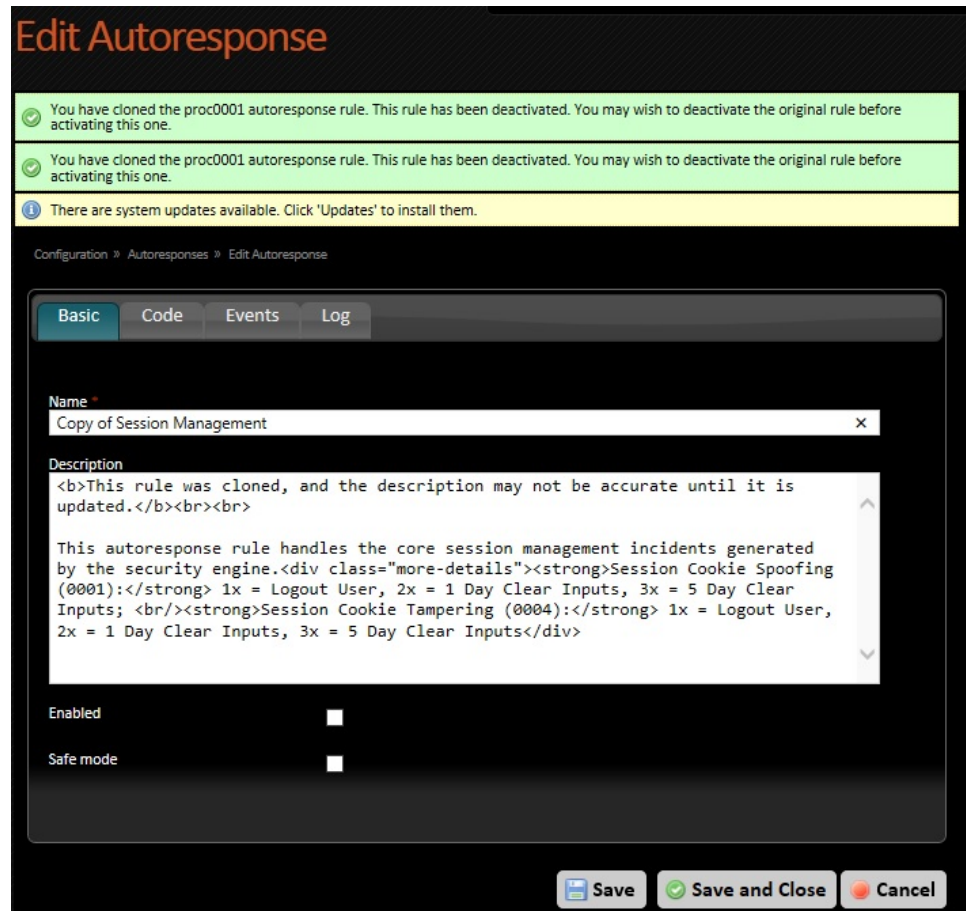 Edit Autoresponse
You have cloned the proc0001 autoresponse rule. This rule has been deactivated. You may wish to deactivate the original rule before
activating this one.
You have cloned the proc0001 autoresponse rule. This rule has been deactivated. You may wish to deactivate the original rule before
activating this one.
There are system updates available. Click 'Updates' to install them.
Configuration » Autoresponses » Edit Autoresponse
Basic Code Events Log
Name *
Copy of Session Management
Description
<b>This rule was cloned, and the description may not be accurate until it is
updated.</b><br><br>
This autoresponse rule handles the core session management incidents generated
by the security engine.<div class="more-details"><strong>Session Cookie Spoofing
(0001):</strong> 1x = Logout User, 2x = 1 Day Clear Inputs, 3x = 5 Day Clear
Inputs; <br/><strong>Session Cookie Tampering (0004):</strong> 1x = Logout User,
2x = 1 Day Clear Inputs, 3x = 5 Day Clear Inputs</div>
Enabled
Safe mode
Save Save and Close Cancel